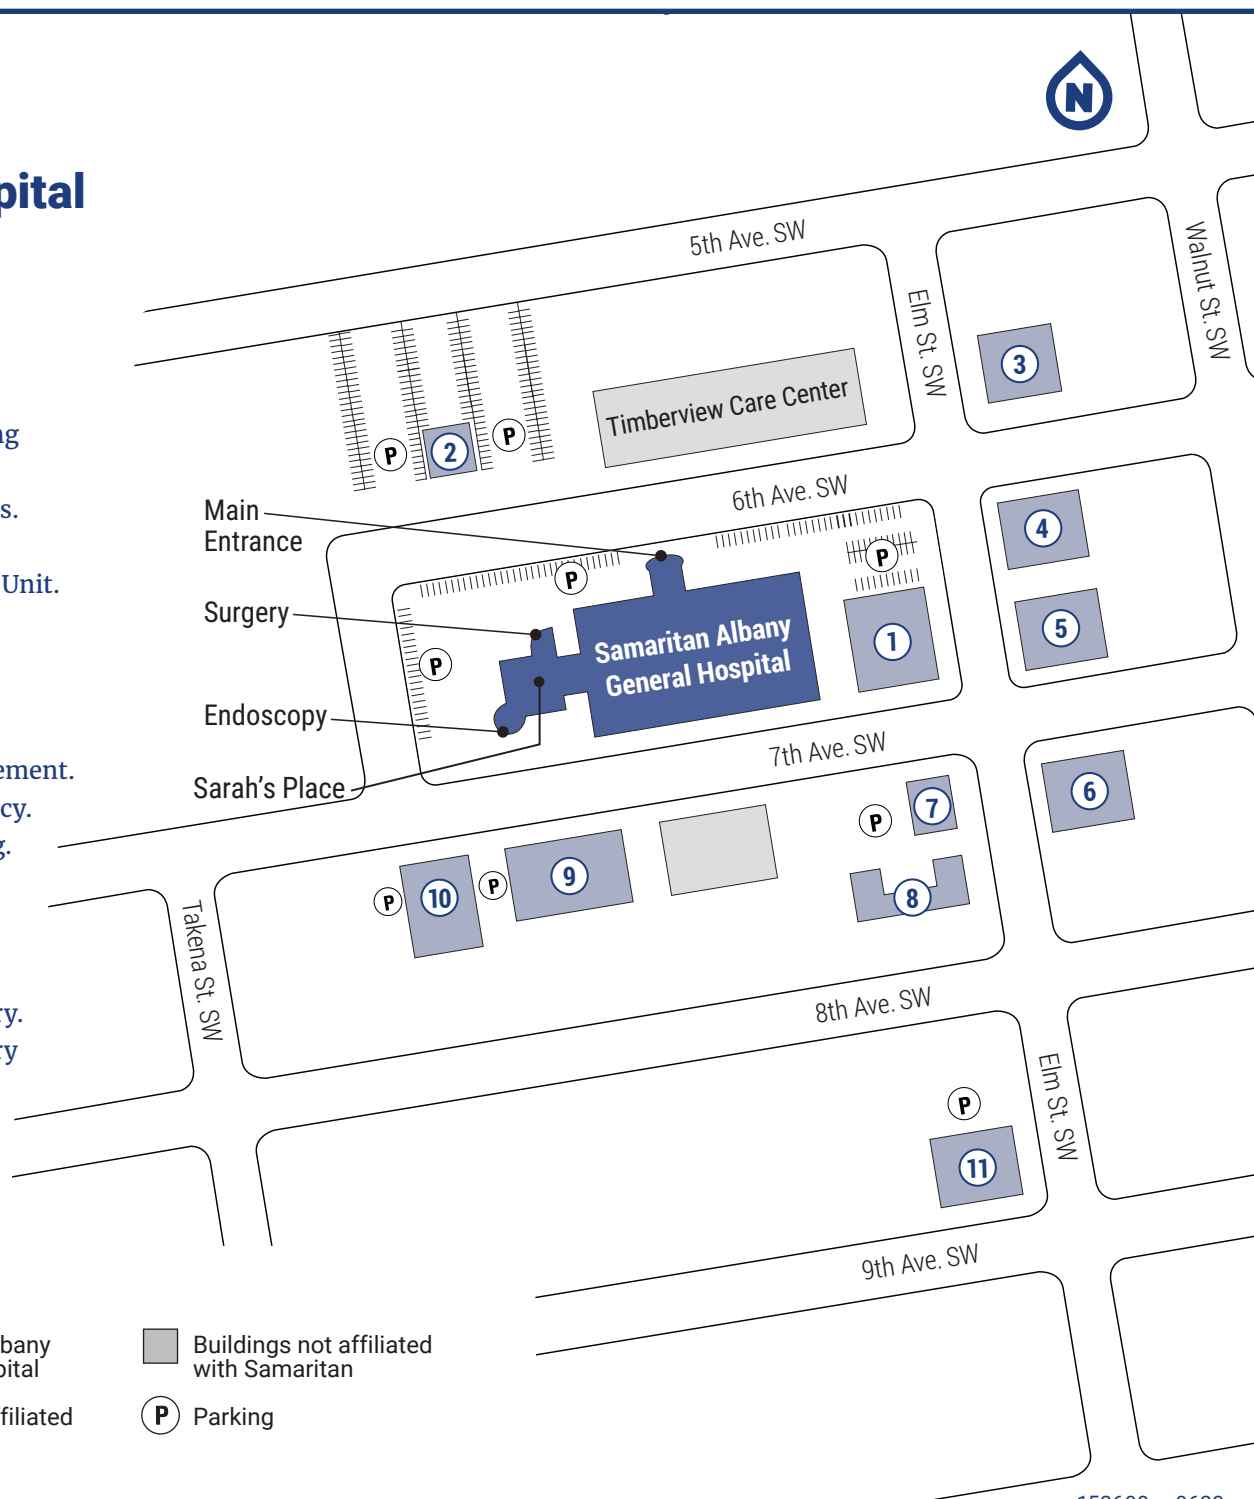 N
pital
5th Ave. SW
Walnut St. SW
Elm St. SW
3
Timberview Care Center
ng
P
2
P
s.
Main
Entrance
6th Ave. SW
4
P
P
Unit.
Surgery
Samaritan Albany
General Hospital
1
5
P
Endoscopy
7th Ave. SW
ement.
Sarah's Place
cy.
6
7
P
g.
9
10
P
P
8
Takena St. SW
8th Ave. SW
ry.
ry
Elm St. SW
P
11
9th Ave. SW
bany
pital
Buildings not affiliated
with Samaritan
filiated
P Parking